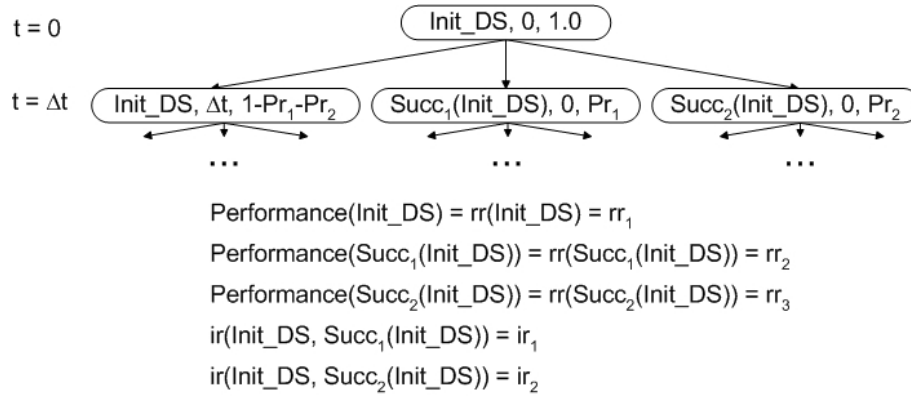 t = 0
Init_DS, 0, 1.0
t = Δt
Init_DS, Δt, 1-Pr₁-Pr₂
Succ₁(Init_DS), 0, Pr₁
Succ₂(Init_DS), 0, Pr₂
... ... ...
Performance(Init_DS) = rr(Init_DS) = rr₁
Performance(Succ₁(Init_DS)) = rr(Succ₁(Init_DS)) = rr₂
Performance(Succ₂(Init_DS)) = rr(Succ₂(Init_DS)) = rr₃
ir(Init_DS, Succ₁(Init_DS)) = ir₁
ir(Init_DS, Succ₂(Init_DS)) = ir₂